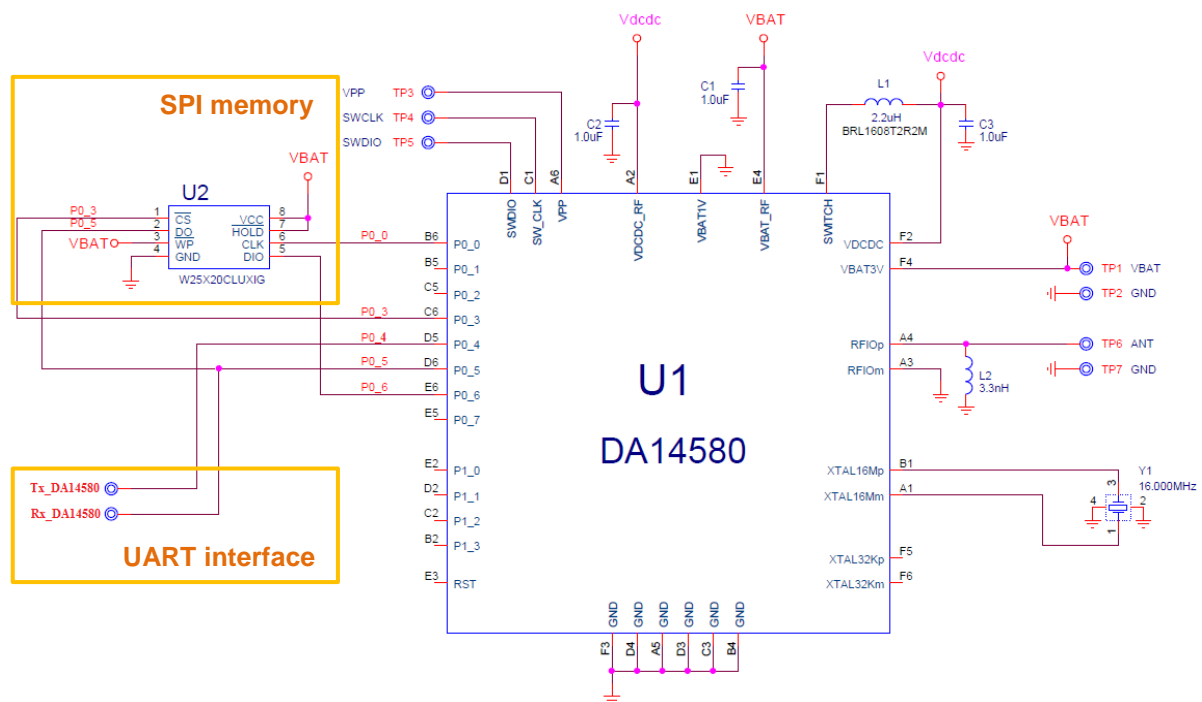 Vdcdc
VBAT
Vdcdc
SPI memory
VPP TP3
SWCLK TP4
SWDIO TP5
C2
1.0uF
C1
1.0uF
L1
2.2uH
BRL1608T2R2M
C3
1.0uF
VBAT
U2
P0_3
P0_5
VBAT
1
2
3
4
CS
DO
WP
GND
VCC
HOLD
CLK
DIO
8
7
6
5
W25X20CLUXIG
D1
C1
A6
A2
E1
E4
F1
SWDIO
SW_CLK
VPP
VDCDC_RF
VBAT1V
VBAT_RF
SWITCH
P0_0
P0_3
P0_4
P0_5
P0_6
B6 P0_0
B5 P0_1
C5 P0_2
C6 P0_3
D5 P0_4
D6 P0_5
E6 P0_6
E5 P0_7
E2 P1_0
D2 P1_1
C2 P1_2
B2 P1_3
E3 RST
U1
DA14580
VDCDC F2
VBAT3V F4
RFIOp A4
RFIOm A3
XTAL16Mp B1
XTAL16Mm A1
XTAL32Kp F5
XTAL32Km F6
VBAT
TP1 VBAT
TP2 GND
TP6 ANT
TP7 GND
L2
3.3nH
Y1
16.000MHz
3
4
2
1
Tx_DA14580
Rx_DA14580
UART interface
GND
GND
GND
GND
GND
GND
F3
D4
A5
D3
C3
B4